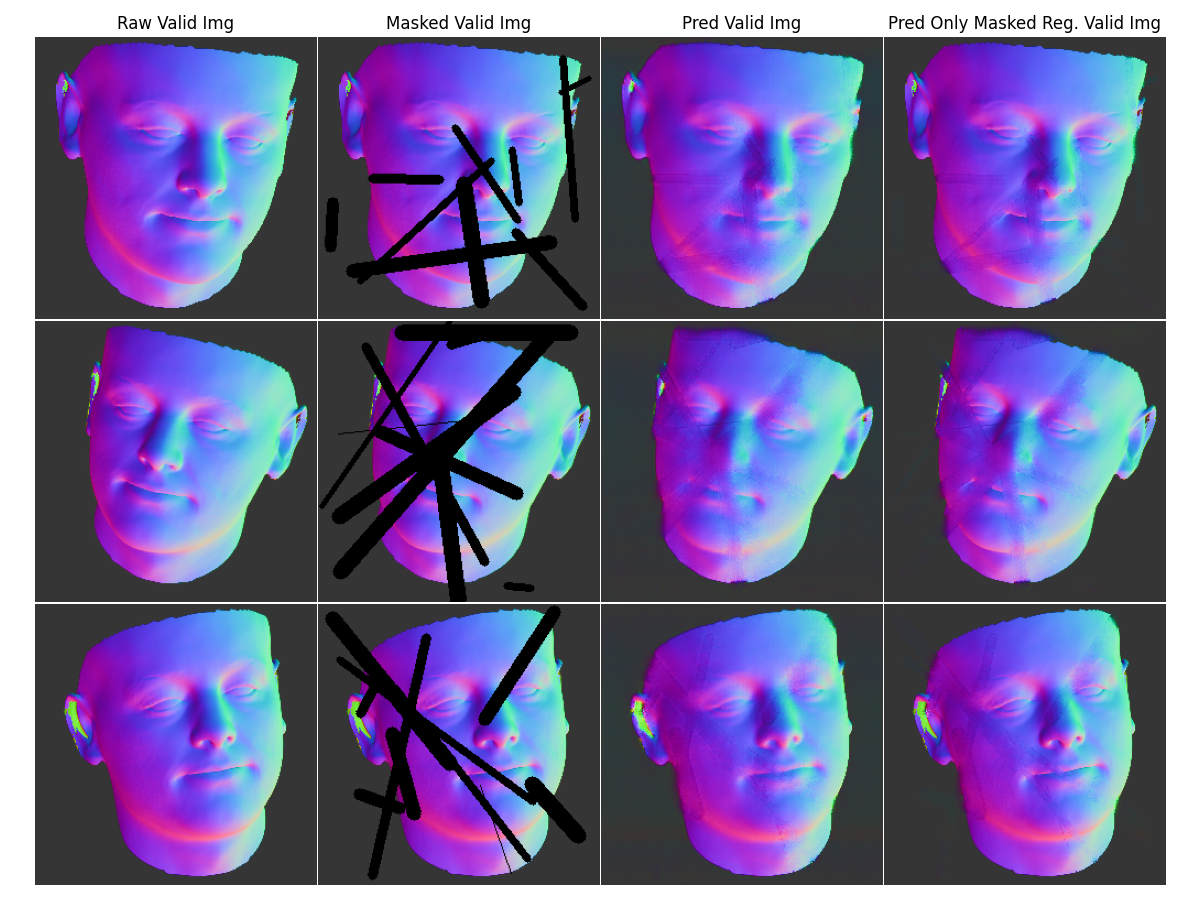 Raw Valid Img
Masked Valid Img
Pred Valid Img
Pred Only Masked Reg. Valid Img